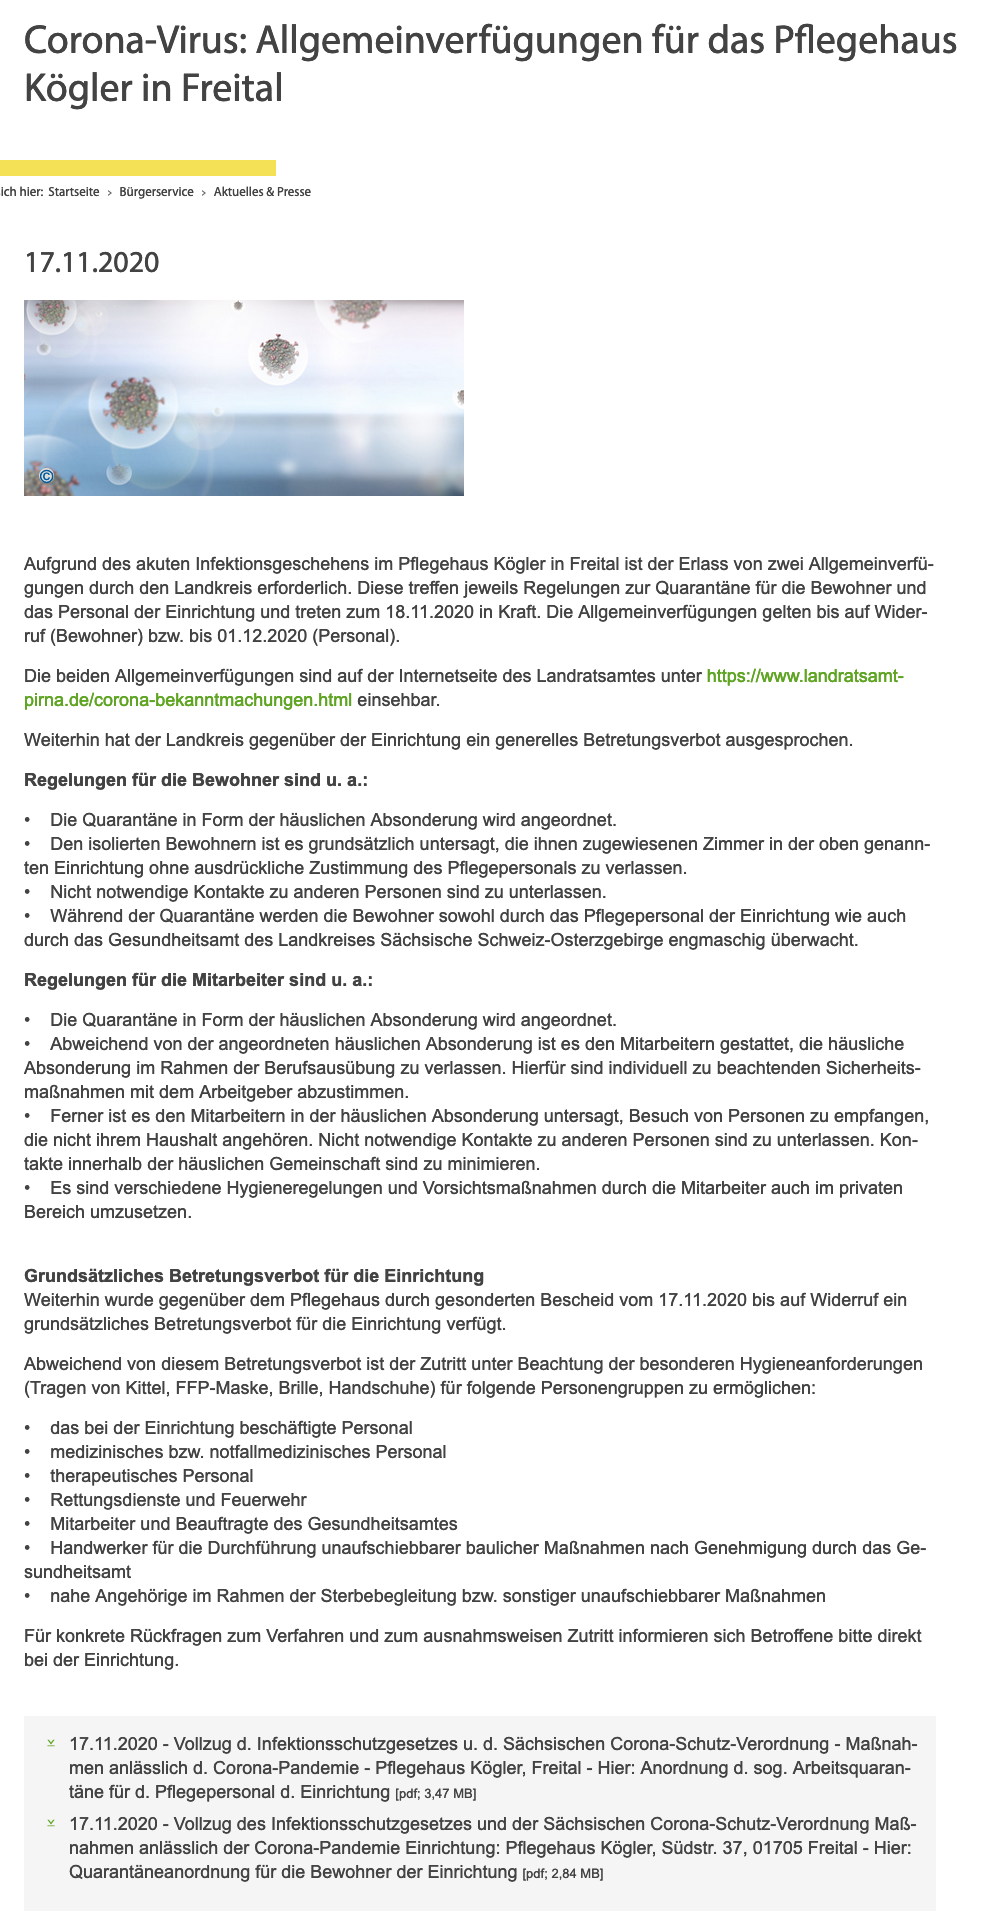 Corona-Virus: Allgemeinverfügungen für das Pflegehaus
Kögler in Freital
ich hier: Startseite › Bürgerservice › Aktuelles & Presse
17.11.2020
©
Aufgrund des akuten Infektionsgeschehens im Pflegehaus Kögler in Freital ist der Erlass von zwei Allgemeinverfü-
gungen durch den Landkreis erforderlich. Diese treffen jeweils Regelungen zur Quarantäne für die Bewohner und
das Personal der Einrichtung und treten zum 18.11.2020 in Kraft. Die Allgemeinverfügungen gelten bis auf Wider-
ruf (Bewohner) bzw. bis 01.12.2020 (Personal).
Die beiden Allgemeinverfügungen sind auf der Internetseite des Landratsamtes unter https://www.landratsamt-
pirna.de/corona-bekanntmachungen.html einsehbar.
Weiterhin hat der Landkreis gegenüber der Einrichtung ein generelles Betretungsverbot ausgesprochen.
Regelungen für die Bewohner sind u. a.:
• Die Quarantäne in Form der häuslichen Absonderung wird angeordnet.
• Den isolierten Bewohnern ist es grundsätzlich untersagt, die ihnen zugewiesenen Zimmer in der oben genann-
ten Einrichtung ohne ausdrückliche Zustimmung des Pflegepersonals zu verlassen.
• Nicht notwendige Kontakte zu anderen Personen sind zu unterlassen.
• Während der Quarantäne werden die Bewohner sowohl durch das Pflegepersonal der Einrichtung wie auch
durch das Gesundheitsamt des Landkreises Sächsische Schweiz-Osterzgebirge engmaschig überwacht.
Regelungen für die Mitarbeiter sind u. a.:
• Die Quarantäne in Form der häuslichen Absonderung wird angeordnet.
• Abweichend von der angeordneten häuslichen Absonderung ist es den Mitarbeitern gestattet, die häusliche
Absonderung im Rahmen der Berufsausübung zu verlassen. Hierfür sind individuell zu beachtenden Sicherheits-
maßnahmen mit dem Arbeitgeber abzustimmen.
• Ferner ist es den Mitarbeitern in der häuslichen Absonderung untersagt, Besuch von Personen zu empfangen,
die nicht ihrem Haushalt angehören. Nicht notwendige Kontakte zu anderen Personen sind zu unterlassen. Kon-
takte innerhalb der häuslichen Gemeinschaft sind zu minimieren.
• Es sind verschiedene Hygieneregelungen und Vorsichtsmaßnahmen durch die Mitarbeiter auch im privaten
Bereich umzusetzen.
Grundsätzliches Betretungsverbot für die Einrichtung
Weiterhin wurde gegenüber dem Pflegehaus durch gesonderten Bescheid vom 17.11.2020 bis auf Widerruf ein
grundsätzliches Betretungsverbot für die Einrichtung verfügt.
Abweichend von diesem Betretungsverbot ist der Zutritt unter Beachtung der besonderen Hygieneanforderungen
(Tragen von Kittel, FFP-Maske, Brille, Handschuhe) für folgende Personengruppen zu ermöglichen:
• das bei der Einrichtung beschäftigte Personal
• medizinisches bzw. notfallmedizinisches Personal
• therapeutisches Personal
• Rettungsdienste und Feuerwehr
• Mitarbeiter und Beauftragte des Gesundheitsamtes
• Handwerker für die Durchführung unaufschiebbarer baulicher Maßnahmen nach Genehmigung durch das Ge-
sundheitsamt
• nahe Angehörige im Rahmen der Sterbebegleitung bzw. sonstiger unaufschiebbarer Maßnahmen
Für konkrete Rückfragen zum Verfahren und zum ausnahmsweisen Zutritt informieren sich Betroffene bitte direkt
bei der Einrichtung.
17.11.2020 - Vollzug d. Infektionsschutzgesetzes u. d. Sächsischen Corona-Schutz-Verordnung - Maßnah-
men anlässlich d. Corona-Pandemie - Pflegehaus Kögler, Freital - Hier: Anordnung d. sog. Arbeitsquaran-
täne für d. Pflegepersonal d. Einrichtung [pdf; 3,47 MB]
17.11.2020 - Vollzug des Infektionsschutzgesetzes und der Sächsischen Corona-Schutz-Verordnung Maß-
nahmen anlässlich der Corona-Pandemie Einrichtung: Pflegehaus Kögler, Südstr. 37, 01705 Freital - Hier:
Quarantäneanordnung für die Bewohner der Einrichtung [pdf; 2,84 MB]